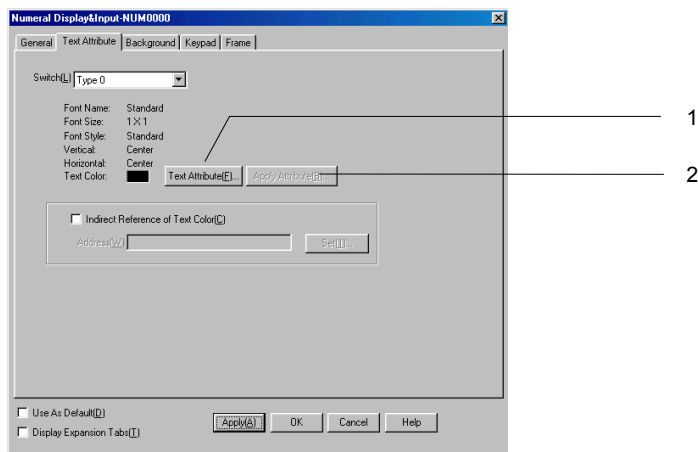 Numeral Display&Input-NUM0000
General Text Attribute Background Keypad Frame
Switch(L) Type 0
Font Name: Standard
Font Size: 1 X 1
Font Style: Standard
Vertical: Center
Horizontal: Center
Text Color: Text Attribute(F)... Apply Attribute(B)...
Indirect Reference of Text Color(C)
Address(W) Set(I)...
Use As Default(D)
Display Expansion Tabs(T)
Apply(A) OK Cancel Help
1
2